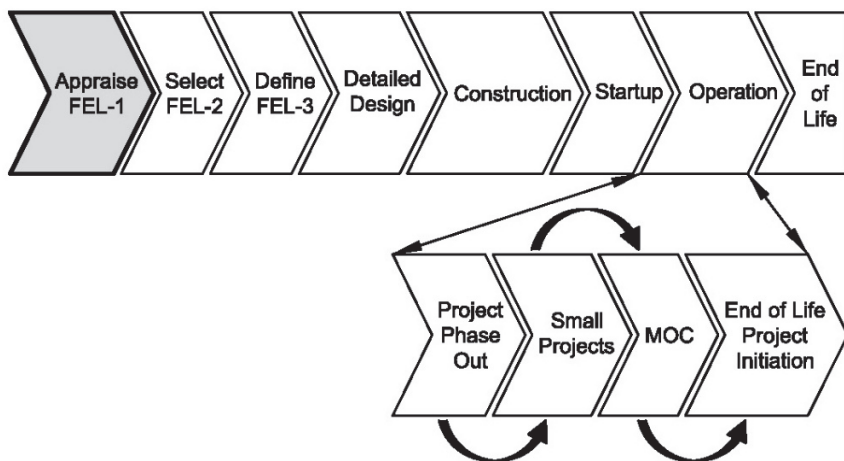 Appraise
FEL-1
Select
FEL-2
Define
FEL-3
Detailed
Design
Construction
Startup
Operation
End
of
Life
Project
Phase
Out
Small
Projects
MOC
End of Life
Project
Initiation